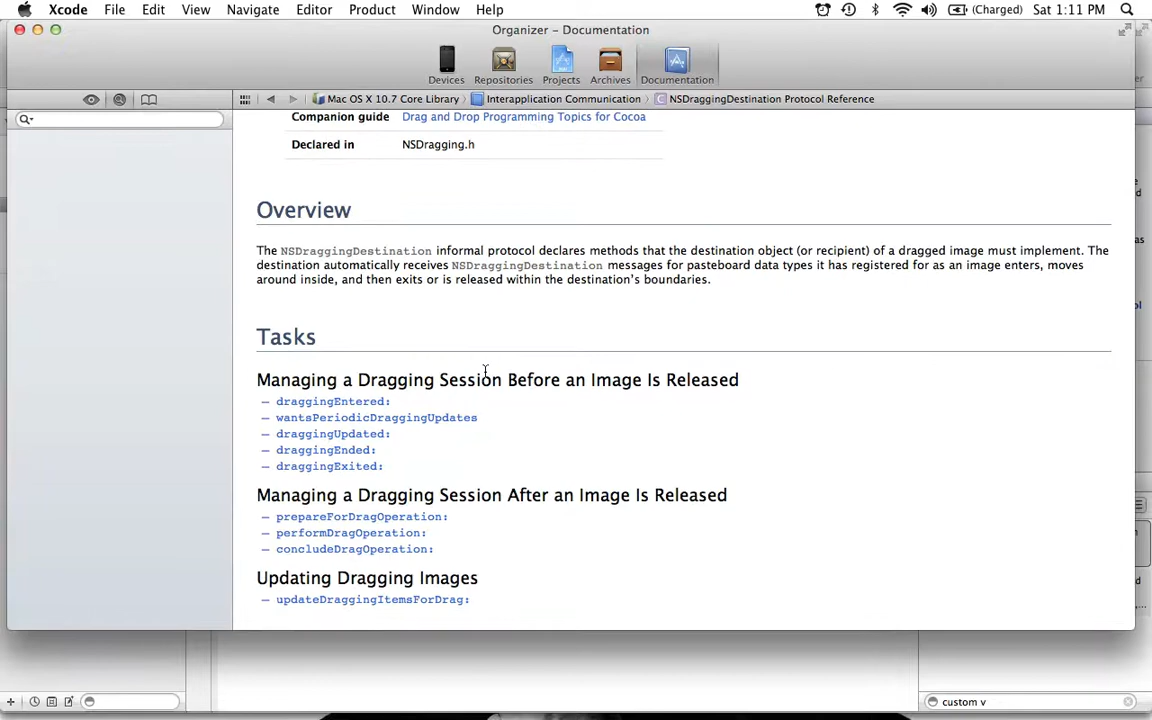 Xcode File Edit View Navigate Editor Product Window Help (Charged) Sat 1:11 PM
Organizer – Documentation
Devices Repositories Projects Archives Documentation
Mac OS X 10.7 Core Library Interapplication Communication C NSDraggingDestination Protocol Reference
Companion guide Drag and Drop Programming Topics for Cocoa
Declared in NSDragging.h
Overview
The NSDraggingDestination informal protocol declares methods that the destination object (or recipient) of a dragged image must implement. The
destination automatically receives NSDraggingDestination messages for pasteboard data types it has registered for as an image enters, moves
around inside, and then exits or is released within the destination's boundaries.
Tasks
Managing a Dragging Session Before an Image Is Released
– draggingEntered:
– wantsPeriodicDraggingUpdates
– draggingUpdated:
– draggingEnded:
– draggingExited:
Managing a Dragging Session After an Image Is Released
– prepareForDragOperation:
– performDragOperation:
– concludeDragOperation:
Updating Dragging Images
– updateDraggingItemsForDrag:
custom v